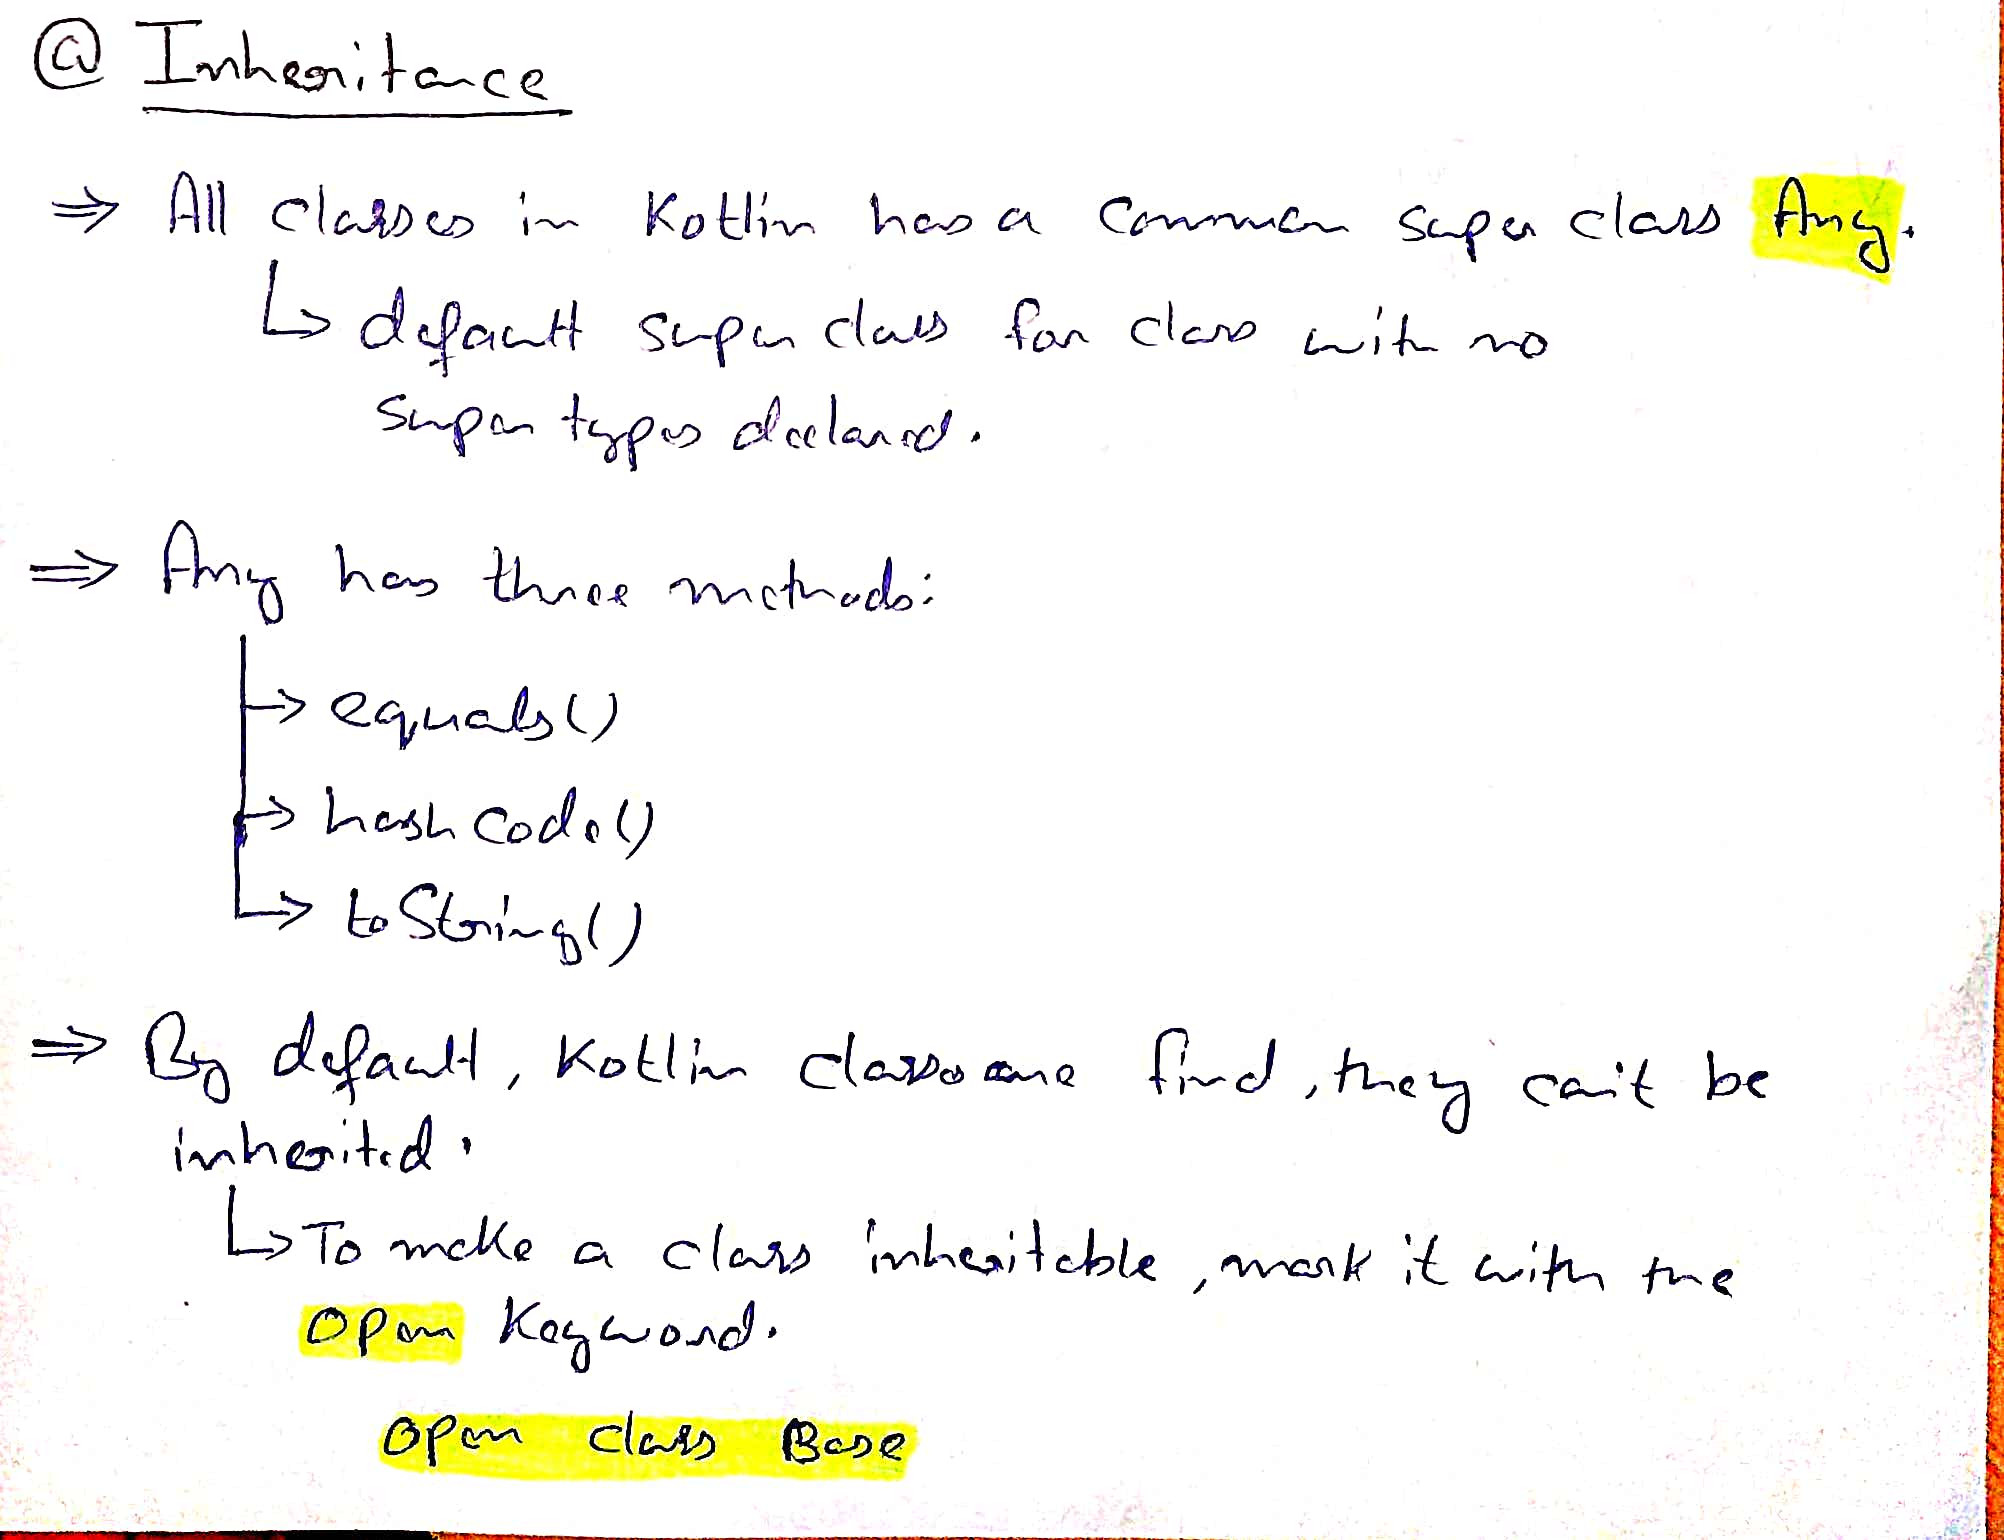 @ Inheritance
⇒ All classes in Kotlin has a common super class Any.
↳ default super class for class with no
super types declared.
⇒ Any has three methods:
→ equals()
→ hashCode()
↳ toString()
⇒ By default, Kotlin classes are final, they can't be
inherited.
↳ To make a class inheritable, mark it with the
open Keyword.
open class Base